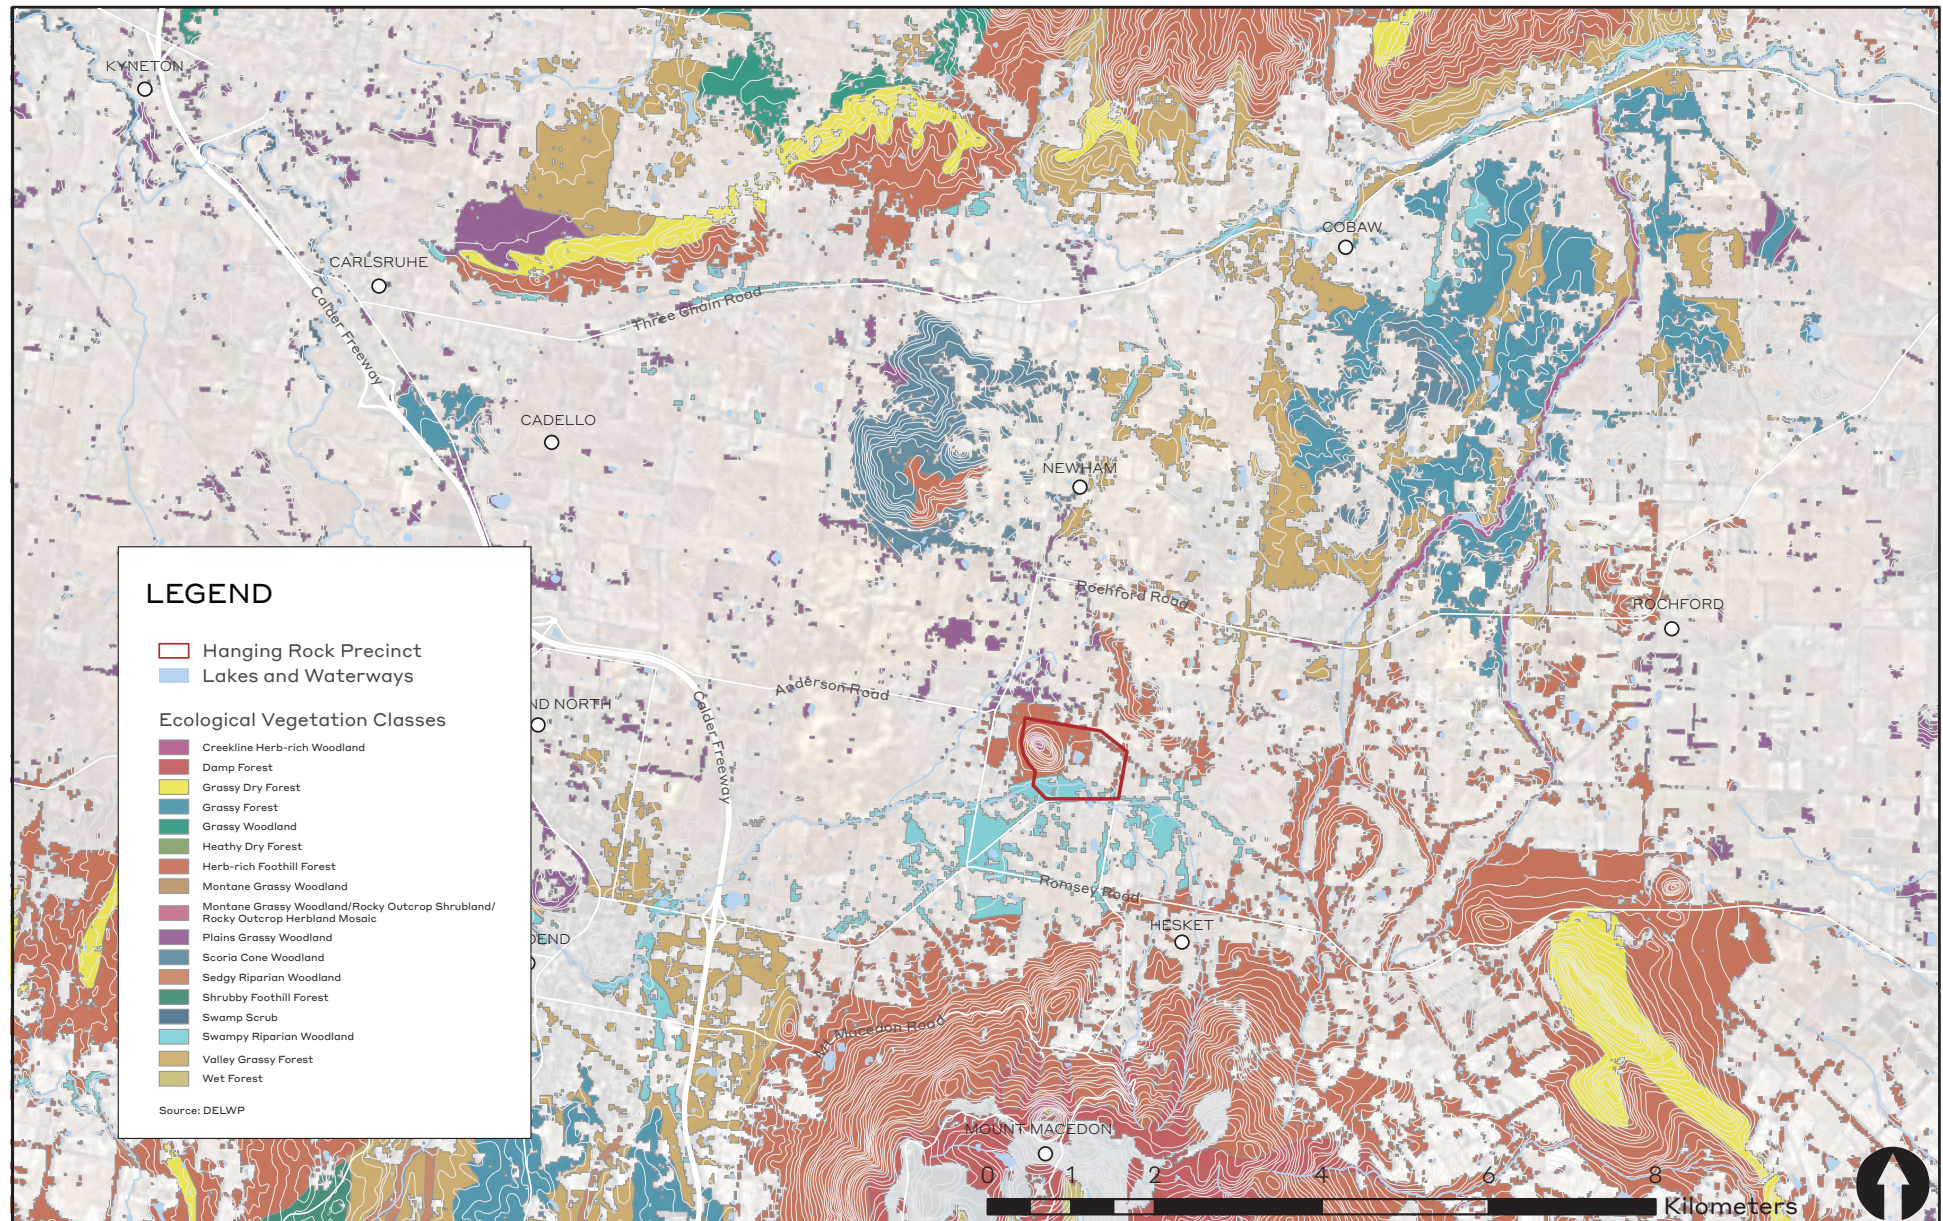 KYNETON
COBAW
CARLSRUHE
Calder Freeway
Three Chain Road
CADELLO
NEWHAM
Rochford Road
ROCHFORD
LEGEND
Hanging Rock Precinct
Lakes and Waterways
Ecological Vegetation Classes
Creekline Herb-rich Woodland
Damp Forest
Grassy Dry Forest
Grassy Forest
Grassy Woodland
Heathy Dry Forest
Herb-rich Foothill Forest
Montane Grassy Woodland
Montane Grassy Woodland/Rocky Outcrop Shrubland/
Rocky Outcrop Herbland Mosaic
Plains Grassy Woodland
Scoria Cone Woodland
Sedgy Riparian Woodland
Shrubby Foothill Forest
Swamp Scrub
Swampy Riparian Woodland
Valley Grassy Forest
Wet Forest
Source: DELWP
ND NORTH
Anderson Road
Calder Freeway
Romsey Road
HESKET
DEND
Mt Macedon Road
MOUNT MACEDON
0 1 2 4 6 8
Kilometers